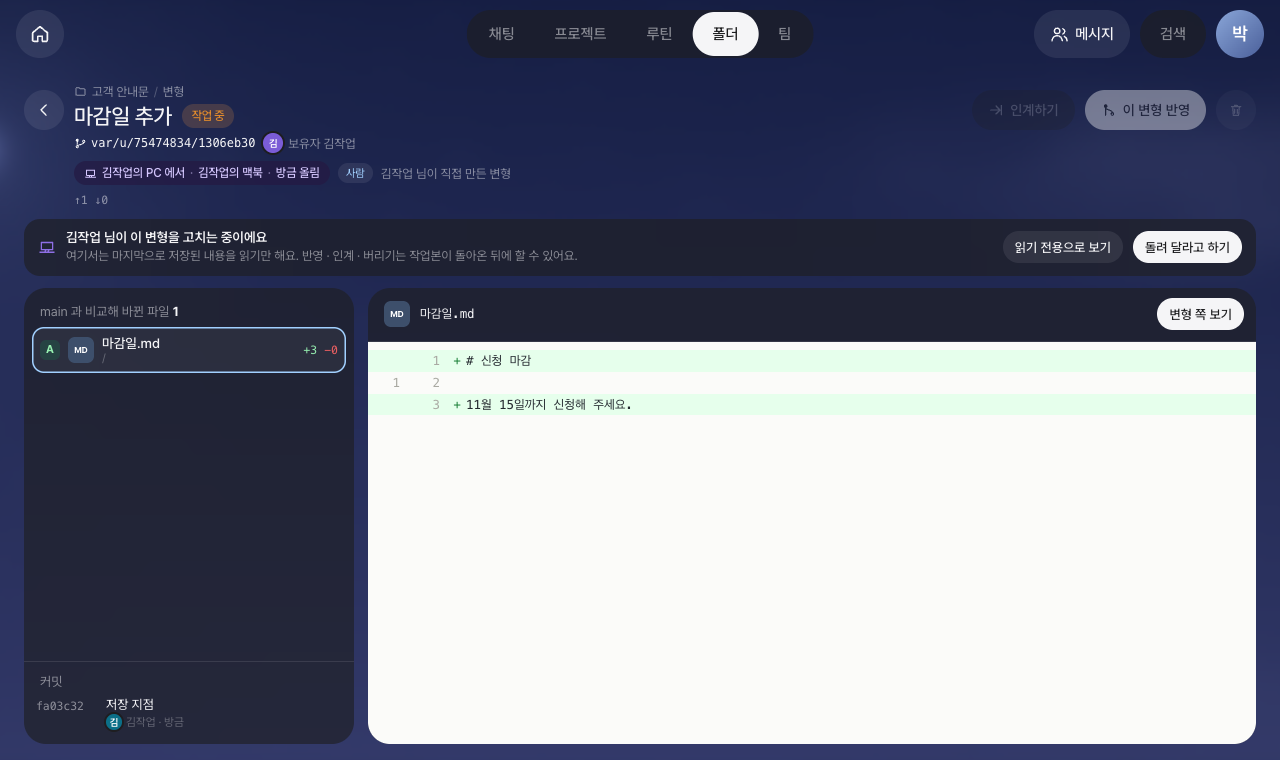 채팅 프로젝트 루틴 폴더 팀 메시지 검색 박
고객 안내문 / 변형
마감일 추가 작업 중
인계하기 이 변형 반영
var/u/75474834/1306eb30 김 보유자 김작업
김작업의 PC 에서 · 김작업의 맥북 · 방금 올림 사람 김작업 님이 직접 만든 변형
↑1 ↓0
김작업 님이 이 변형을 고치는 중이에요
여기서는 마지막으로 저장된 내용을 읽기만 해요. 반영 · 인계 · 버리기는 작업본이 돌아온 뒤에 할 수 있어요.
읽기 전용으로 보기 돌려 달라고 하기
main 과 비교해 바뀐 파일 1
A MD 마감일.md +3 −0
/
커밋
fa03c32 저장 지점
김 김작업 · 방금
MD 마감일.md 변형 쪽 보기
1 + # 신청 마감
1 2
3 + 11월 15일까지 신청해 주세요.